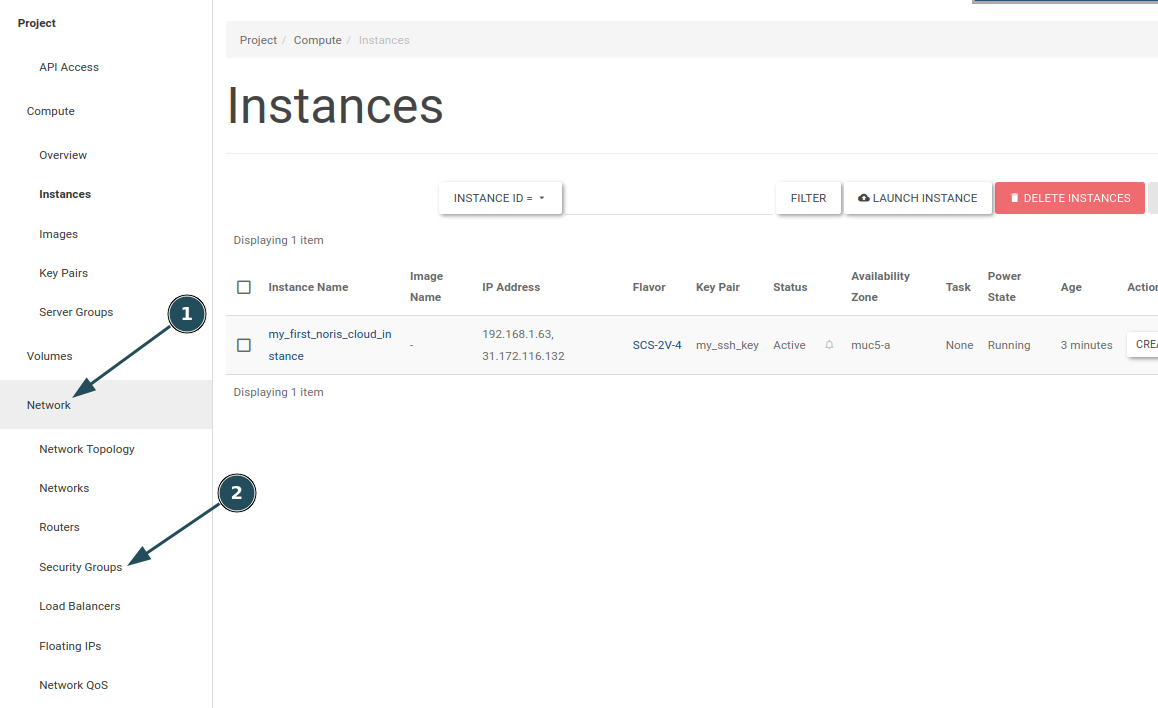 Project
API Access
Compute
Overview
Instances
Images
Key Pairs
Server Groups
1
Volumes
Network
Network Topology
Networks
2
Routers
Security Groups
Load Balancers
Floating IPs
Network QoS
Project / Compute / Instances
Instances
INSTANCE ID = FILTER LAUNCH INSTANCE DELETE INSTANCES
Displaying 1 item
Instance Name Image Name IP Address Flavor Key Pair Status Availability Zone Task Power State Age Action
my_first_noris_cloud_in - 192.168.1.63, SCS-2V-4 my_ssh_key Active muc5-a None Running 3 minutes CREA
stance 31.172.116.132
Displaying 1 item